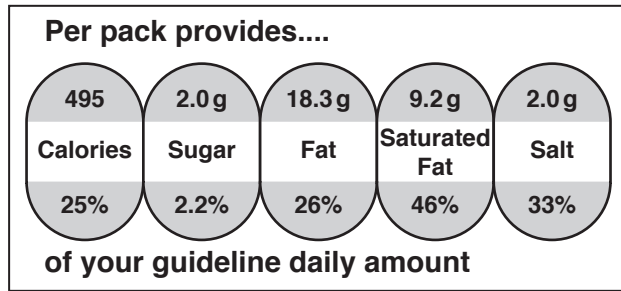 Per pack provides....
495 2.0 g 18.3 g 9.2 g 2.0 g
Calories Sugar Fat Saturated Fat Salt
25% 2.2% 26% 46% 33%
of your guideline daily amount